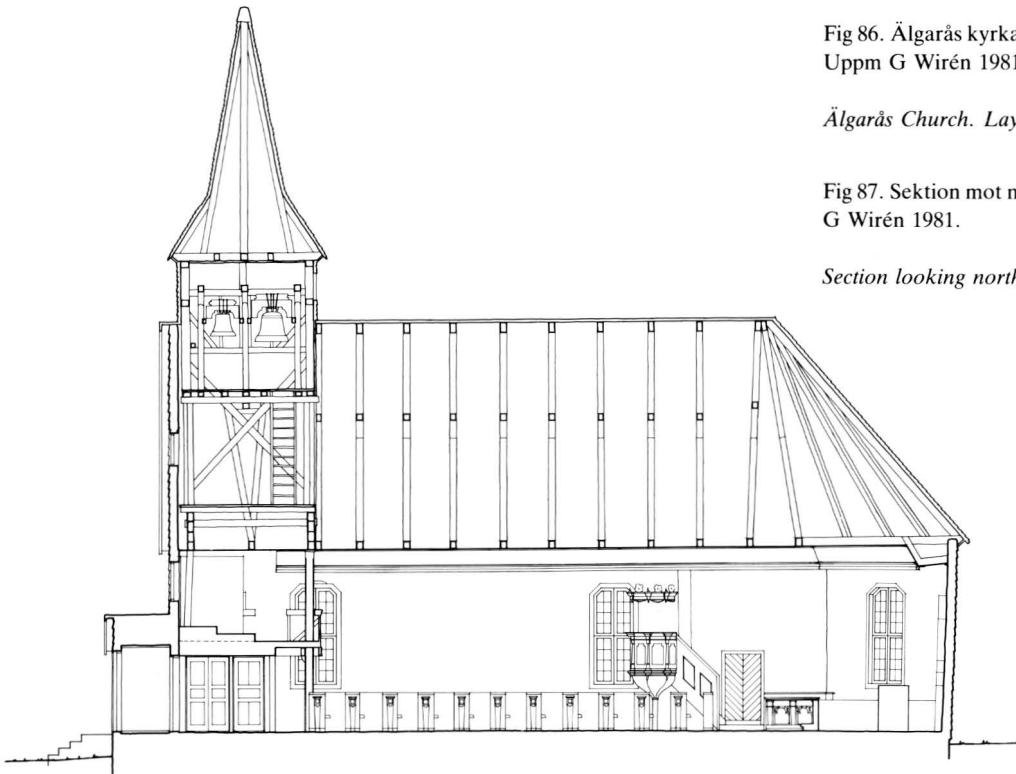 Fig 86. Älgarås kyrka
Uppm G Wirén 1981
Älgarås Church. Lay
Fig 87. Sektion mot n
G Wirén 1981.
Section looking north